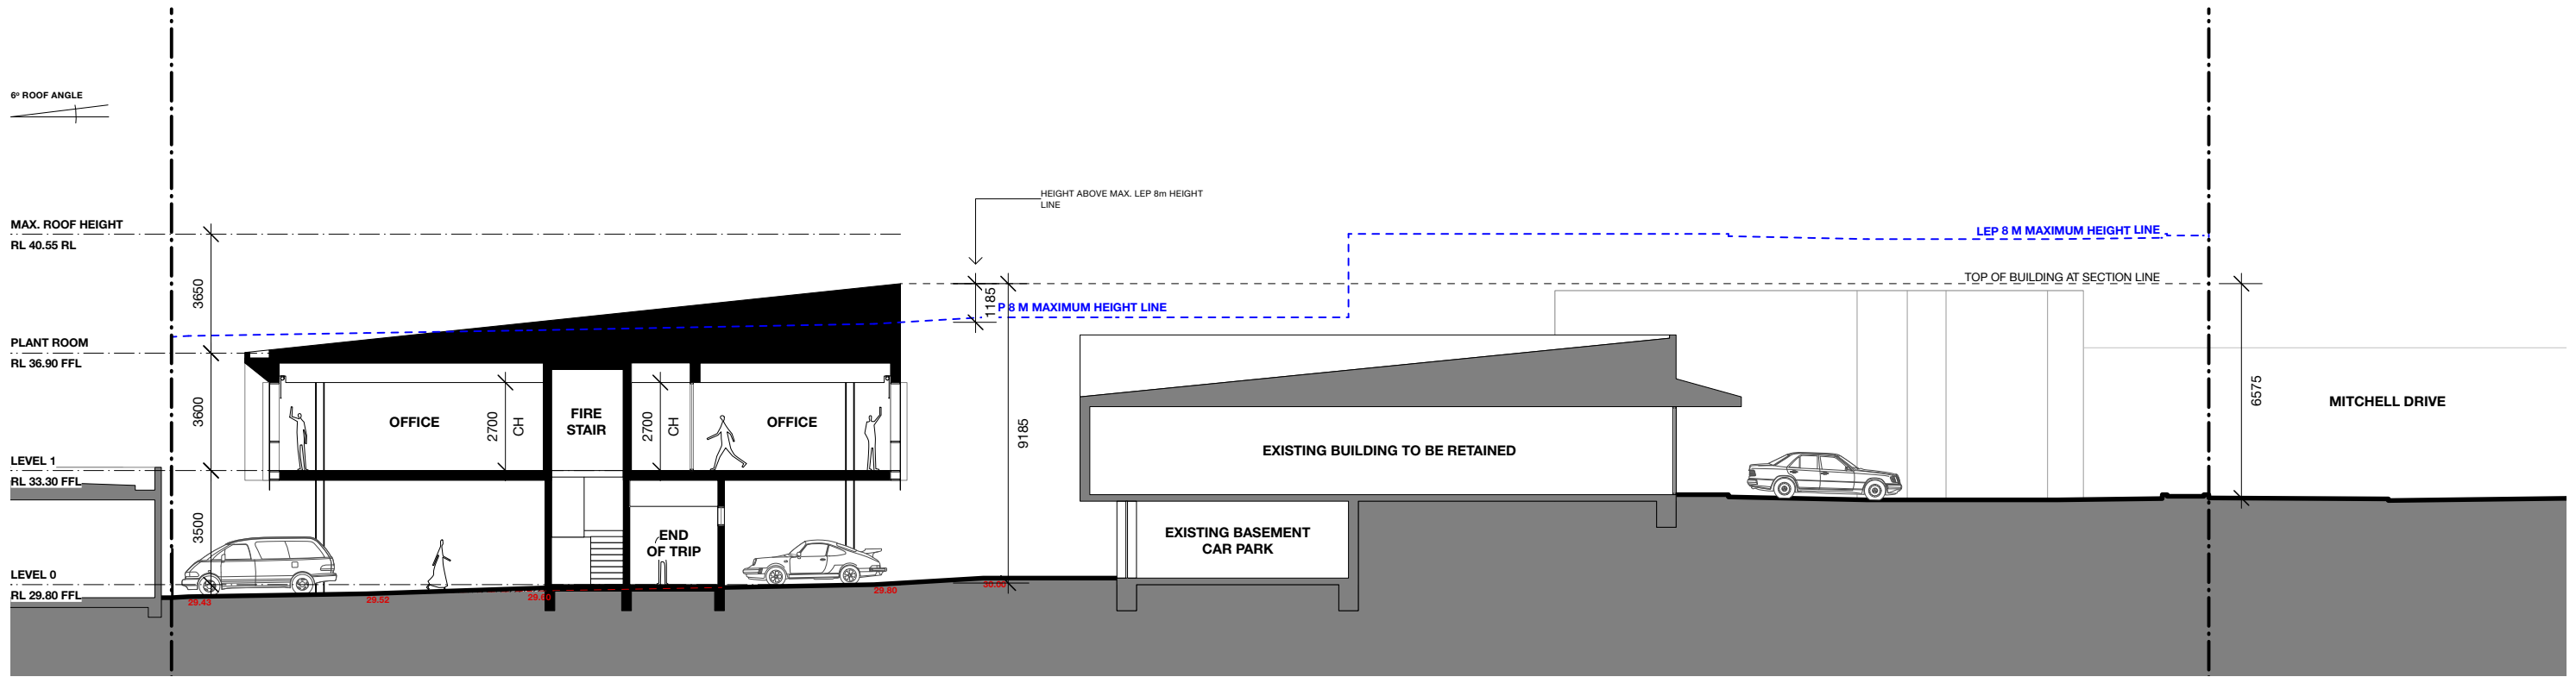 6º ROOF ANGLE
HEIGHT ABOVE MAX. LEP 8m HEIGHT
LINE
MAX. ROOF HEIGHT
RL 40.55 RL
LEP 8 M MAXIMUM HEIGHT LINE
TOP OF BUILDING AT SECTION LINE
3650
1185
P 8 M MAXIMUM HEIGHT LINE
PLANT ROOM
RL 36.90 FFL
3600
OFFICE
2700
CH
FIRE
STAIR
2700
CH
OFFICE
9185
6575
MITCHELL DRIVE
EXISTING BUILDING TO BE RETAINED
LEVEL 1
RL 33.30 FFL
3500
END
OF TRIP
EXISTING BASEMENT
CAR PARK
LEVEL 0
RL 29.80 FFL
29.43
29.52
29.60
29.80
30.00